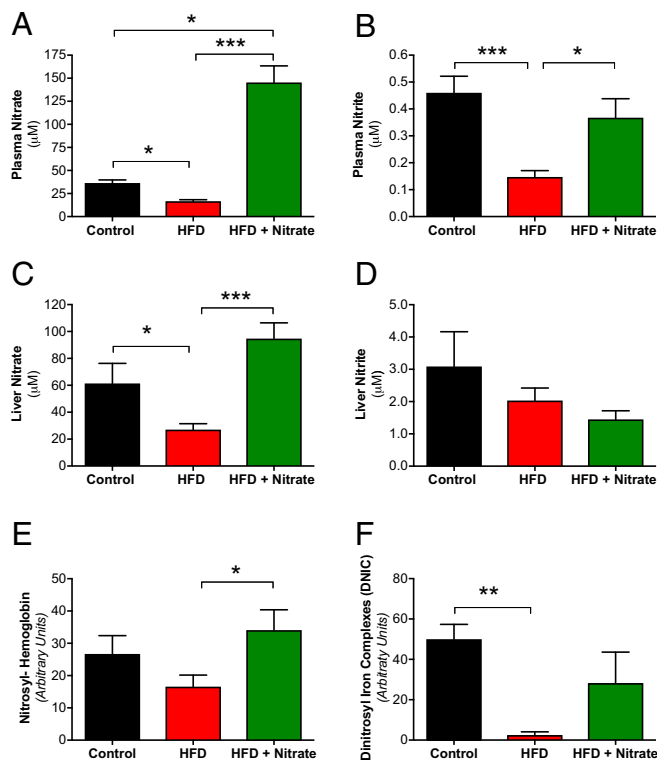 A
*
***
*
Plasma Nitrate
(µM)
175
150
125
100
75
50
25
0
Control HFD HFD + Nitrate
B
*** *
Plasma Nitrite
(µM)
0.6
0.5
0.4
0.3
0.2
0.1
0.0
Control HFD HFD + Nitrate
C
***
*
Liver Nitrate
(µM)
120
100
80
60
40
20
0
Control HFD HFD + Nitrate
D
Liver Nitrite
(µM)
5.0
4.0
3.0
2.0
1.0
0.0
Control HFD HFD + Nitrate
E
*
Nitrosyl- Hemoglobin
(Arbitrary Units)
50
40
30
20
10
0
Control HFD HFD + Nitrate
F
**
Dinitrosyl Iron Complexes (DNIC)
(Arbitraty Units)
80
60
40
20
0
Control HFD HFD + Nitrate